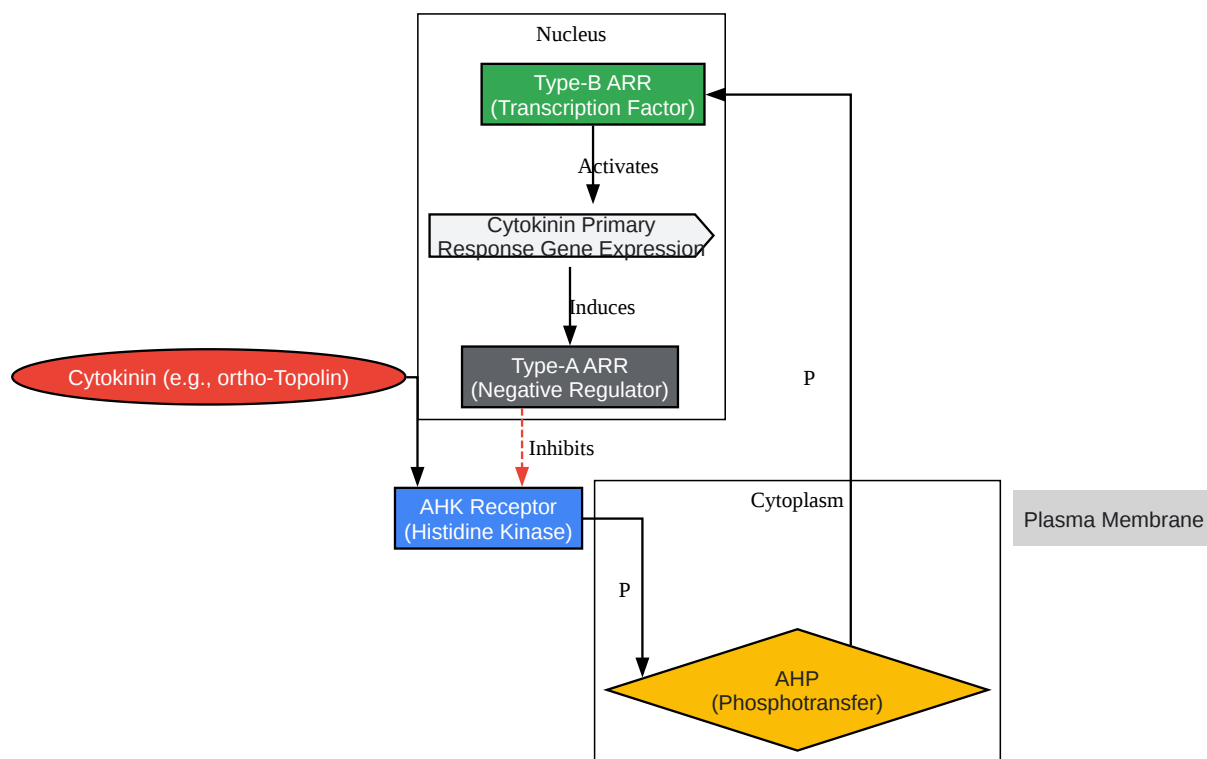 Nucleus
Type-B ARR
(Transcription Factor)
Activates
Cytokinin Primary
Response Gene Expression
Induces
Type-A ARR
(Negative Regulator)
Cytokinin (e.g., ortho-Topolin)
P
Inhibits
AHK Receptor
(Histidine Kinase)
Cytoplasm
Plasma Membrane
P
AHP
(Phosphotransfer)